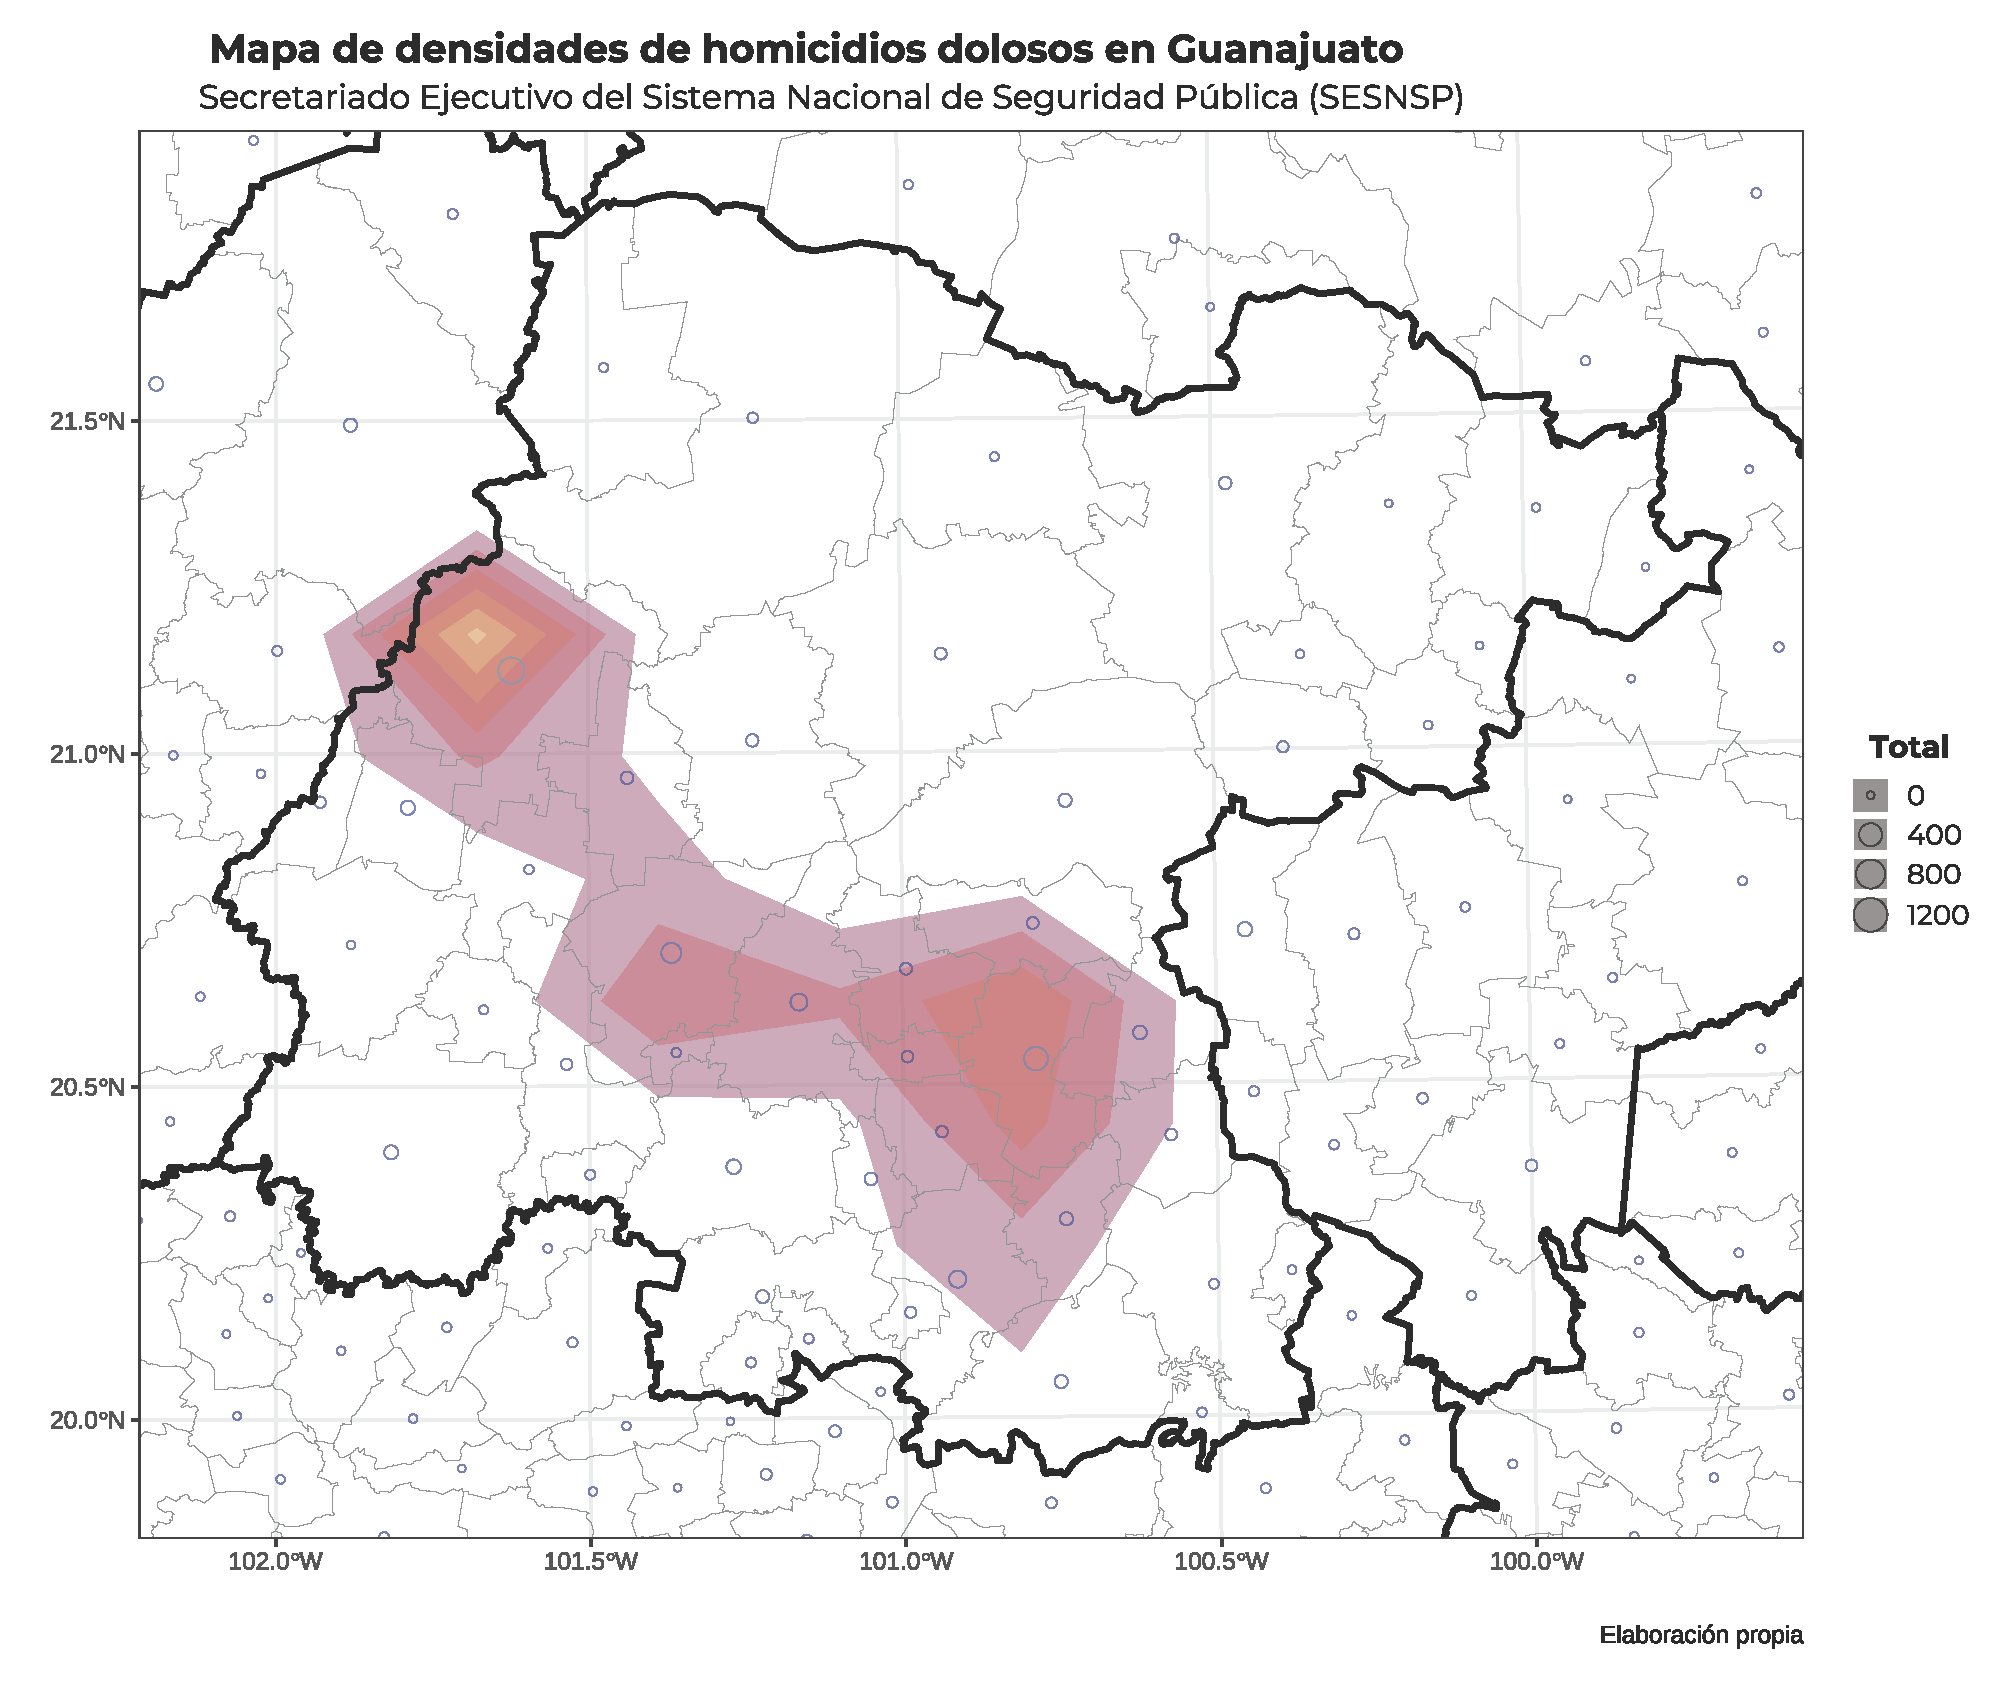 Mapa de densidades de homicidios dolosos en Guanajuato
Secretariado Ejecutivo del Sistema Nacional de Seguridad Pública (SESNSP)
21.5°N
21.0°N
20.5°N
20.0°N
102.0°W
101.5°W
101.0°W
100.5°W
100.0°W
Total
0
400
800
1200
Elaboración propia